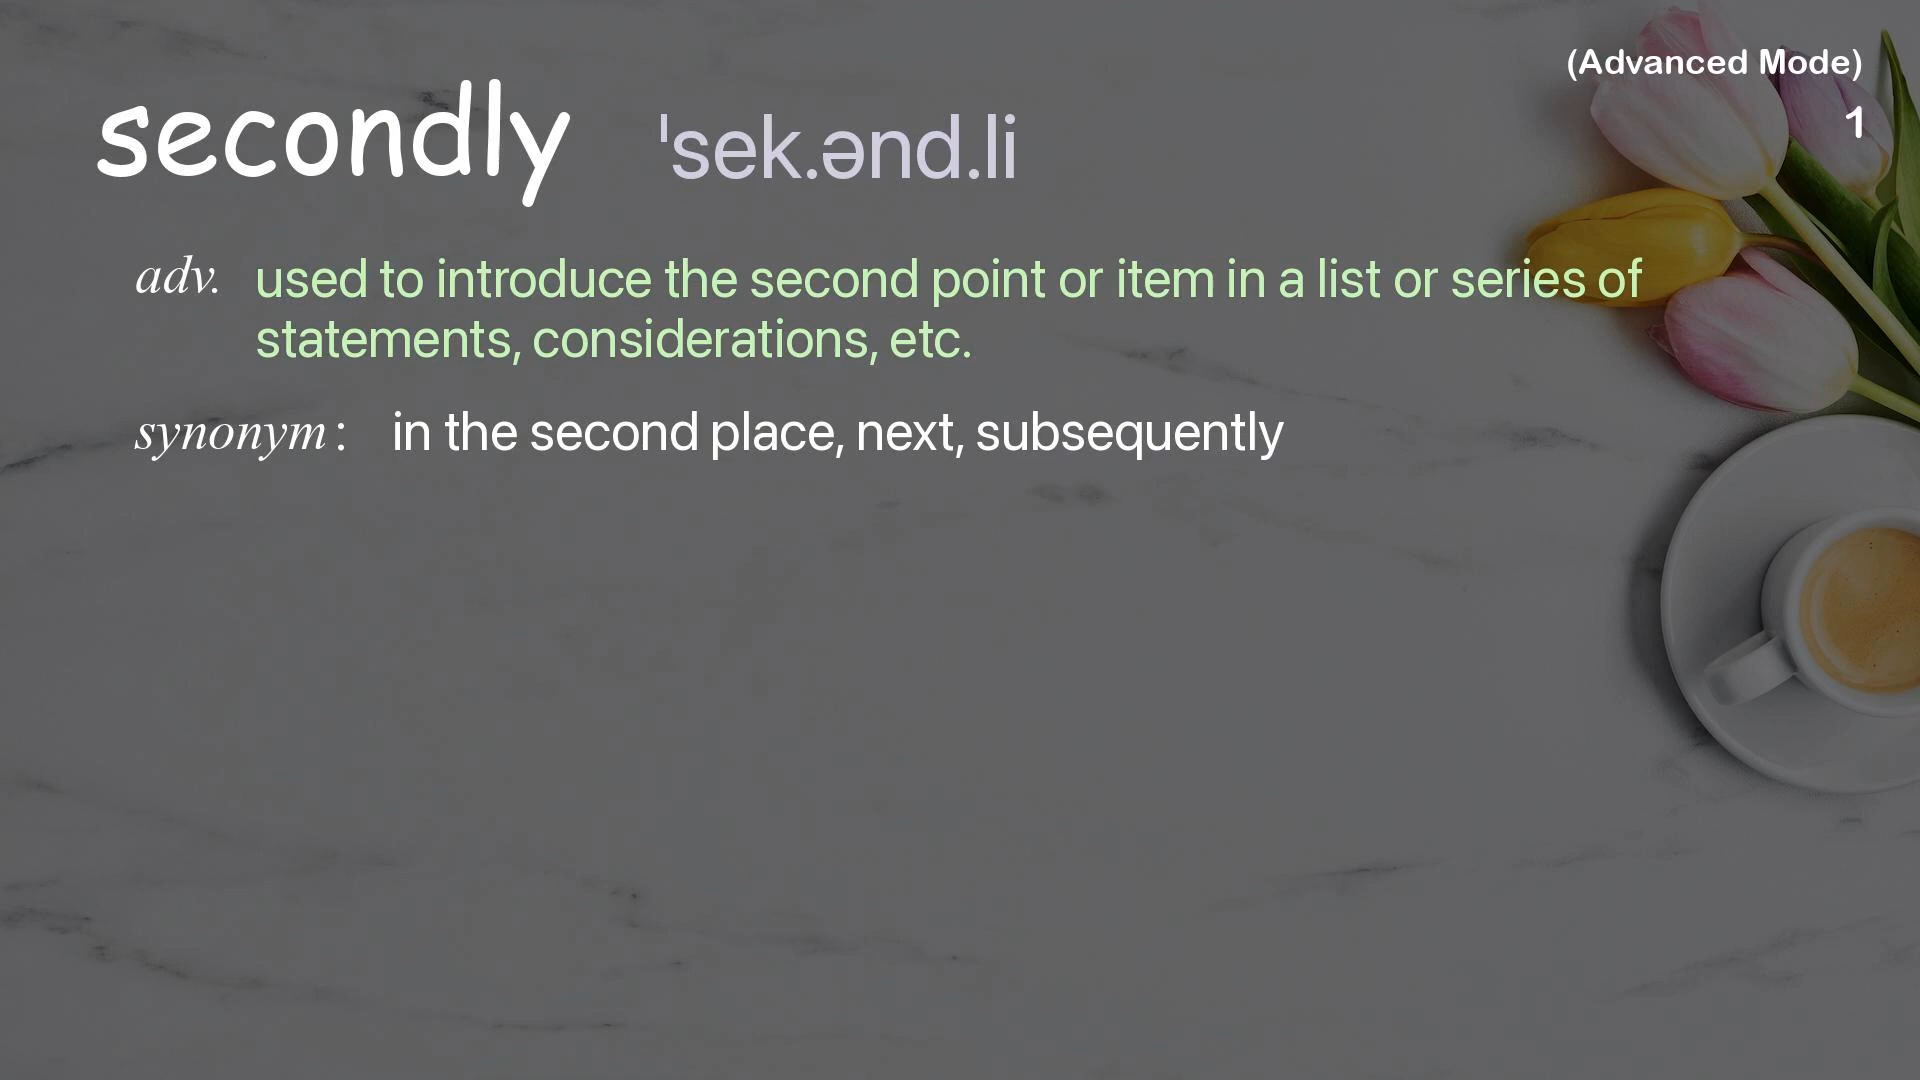 (Advanced Mode)
1
secondly ˈsek.ənd.li
adv. used to introduce the second point or item in a list or series of
statements, considerations, etc.
synonym: in the second place, next, subsequently